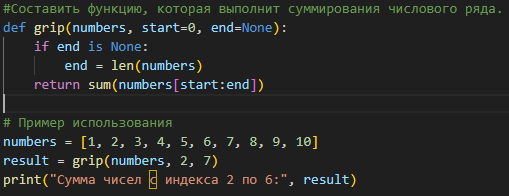 #Составить функцию, которая выполнит суммирования числового ряда.
def grip(numbers, start=0, end=None):
    if end is None:
        end = len(numbers)
    return sum(numbers[start:end])
# Пример использования
numbers = [1, 2, 3, 4, 5, 6, 7, 8, 9, 10]
result = grip(numbers, 2, 7)
print("Сумма чисел с индекса 2 по 6:", result)